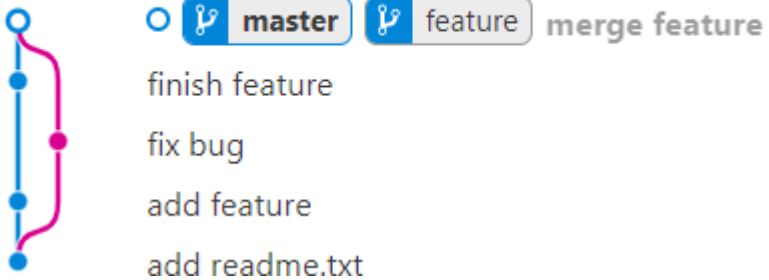 master feature merge feature
finish feature
fix bug
add feature
add readme.txt